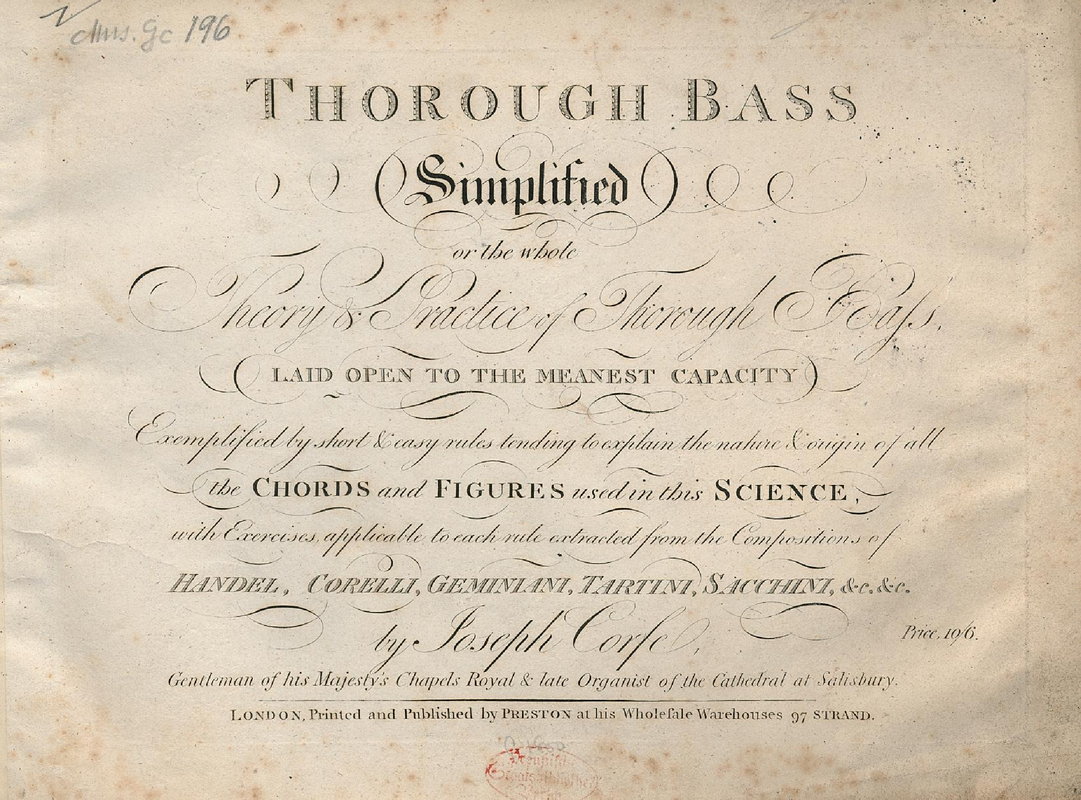 Mus. Gc 196
THOROUGH BASS
(Simplified)
or the whole
Theory & Practice of Thorough Bass,
(LAID OPEN TO THE MEANEST CAPACITY)
Exemplified by short & easy rules tending to explain the nature & origin of all
the CHORDS and FIGURES used in this SCIENCE,
with Exercises, applicable to each rule extracted from the Compositions of
HANDEL, CORELLI, GEMINIANI, TARTINI, SACCHINI, &c. &c.
by Joseph Corfe,
Price, 10/6.
Gentleman of his Majesty's Chapels Royal & late Organist of the Cathedral at Salisbury.
LONDON, Printed and Published by PRESTON at his Wholeſale Warehouses 97 STRAND.